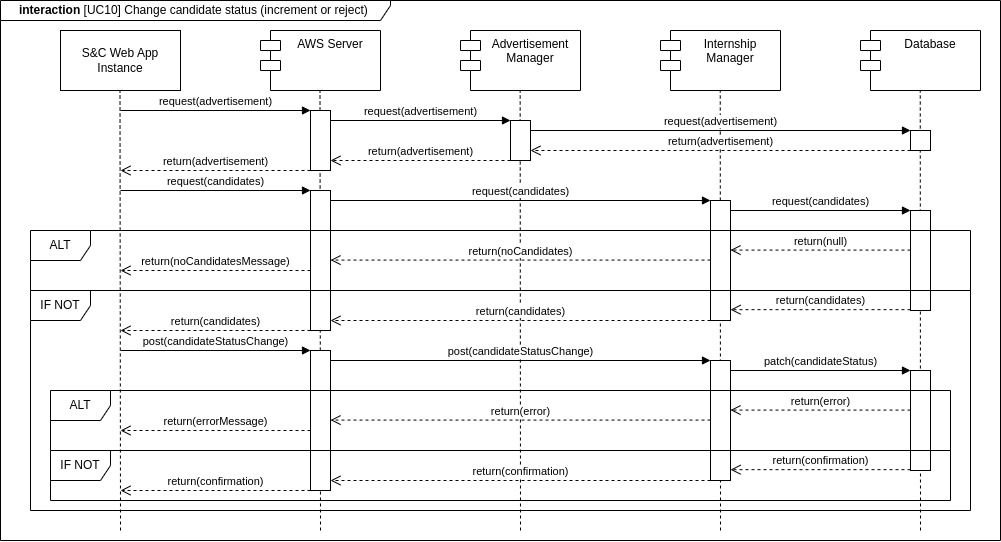 interaction [UC10] Change candidate status (increment or reject)
S&C Web App
Instance
AWS Server
Advertisement
Manager
Internship
Manager
Database
request(advertisement)
request(advertisement)
request(advertisement)
return(advertisement)
return(advertisement)
return(advertisement)
request(candidates)
request(candidates)
request(candidates)
ALT
return(null)
return(noCandidates)
return(noCandidatesMessage)
IF NOT
return(candidates)
return(candidates)
return(candidates)
post(candidateStatusChange)
post(candidateStatusChange)
patch(candidateStatus)
ALT
return(error)
return(error)
return(errorMessage)
IF NOT
return(confirmation)
return(confirmation)
return(confirmation)